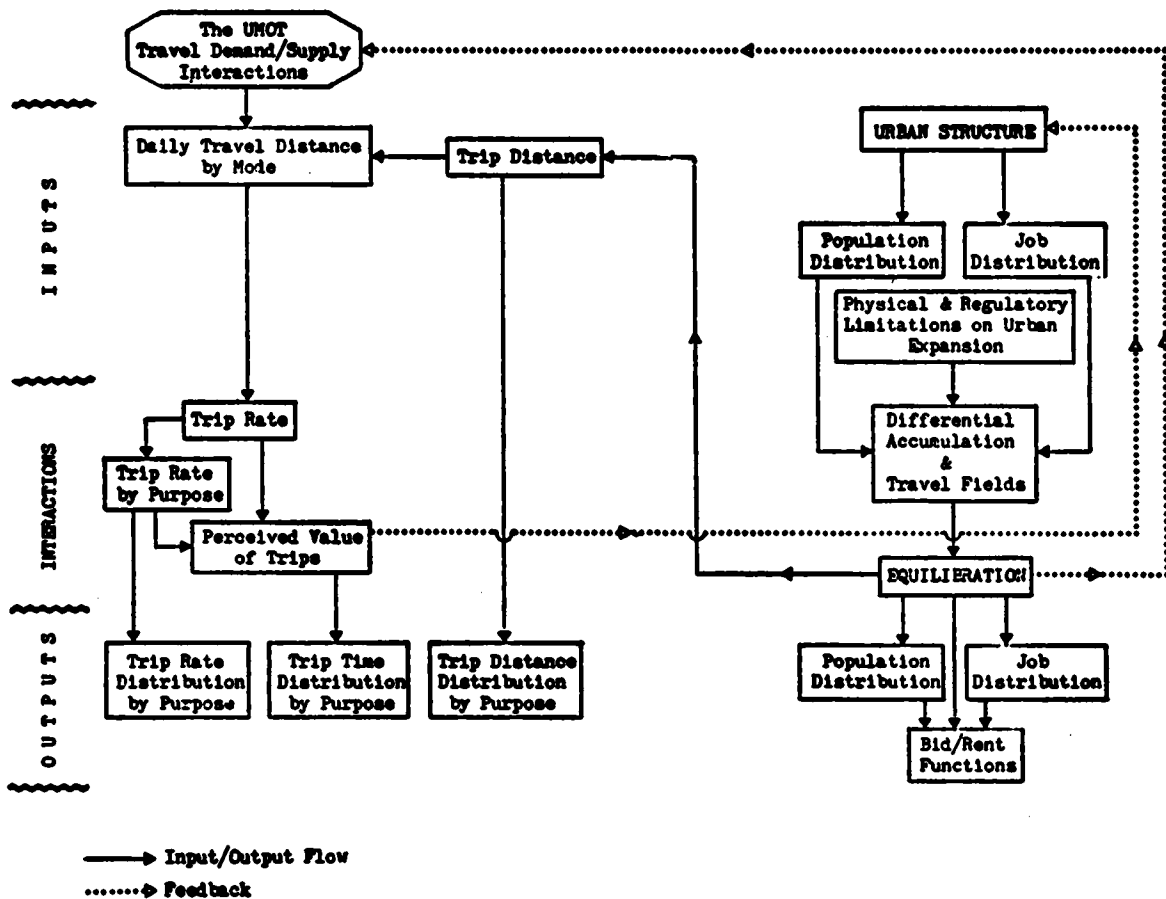 The UMOT
Travel Demand/Supply
Interactions
INPUTS
Daily Travel Distance
by Mode
Trip Distance
URBAN STRUCTURE
Population
Distribution
Job
Distribution
Physical & Regulatory
Limitations on Urban
Expansion
INTERACTIONS
Trip Rate
Trip Rate
by Purpose
Perceived Value
of Trips
Differential
Accumulation
&
Travel Fields
EQUILIBRATION
OUTPUTS
Trip Rate
Distribution
by Purpose
Trip Time
Distribution
by Purpose
Trip Distance
Distribution
by Purpose
Population
Distribution
Job
Distribution
Bid/Rent
Functions
Input/Output Flow
Feedback